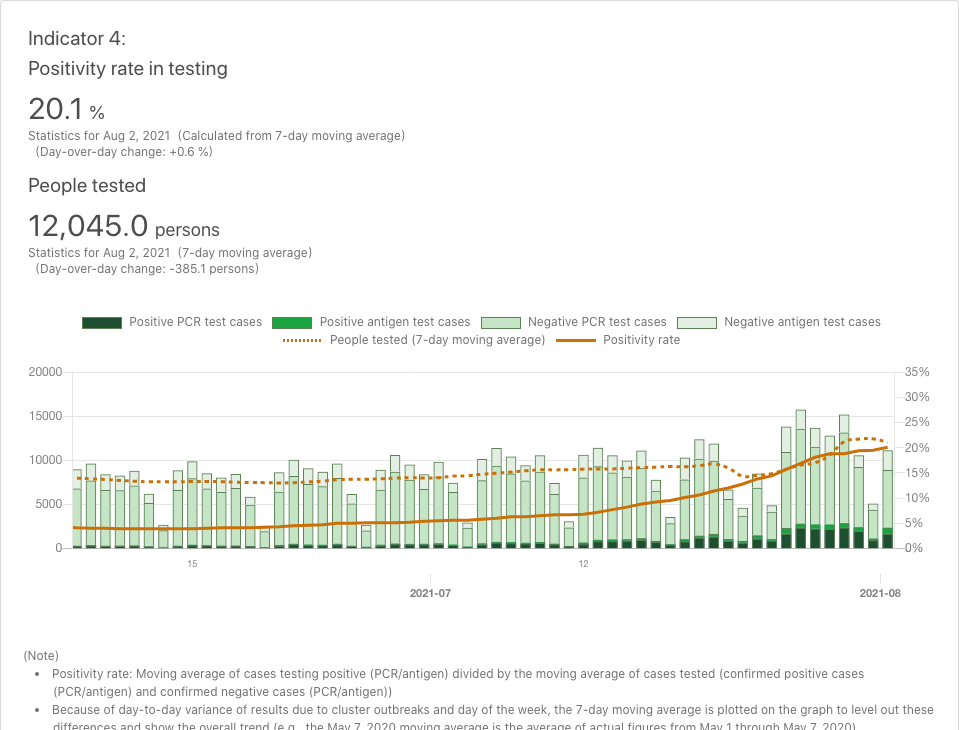 Indicator 4:
Positivity rate in testing
20.1 %
Statistics for Aug 2, 2021 (Calculated from 7-day moving average)
(Day-over-day change: +0.6 %)
People tested
12,045.0 persons
Statistics for Aug 2, 2021 (7-day moving average)
(Day-over-day change: -385.1 persons)
Positive PCR test cases Positive antigen test cases Negative PCR test cases Negative antigen test cases
People tested (7-day moving average) Positivity rate
20000 35%
30%
15000 25%
10000 20%
15%
5000 10%
5%
0 0%
15 12
2021-07 2021-08
(Note)
• Positivity rate: Moving average of cases testing positive (PCR/antigen) divided by the moving average of cases tested (confirmed positive cases
(PCR/antigen) and confirmed negative cases (PCR/antigen))
• Because of day-to-day variance of results due to cluster outbreaks and day of the week, the 7-day moving average is plotted on the graph to level out these
differences and show the overall trend (e.g., the May 7, 2020 moving average is the average of actual figures from May 1 through May 7, 2020)